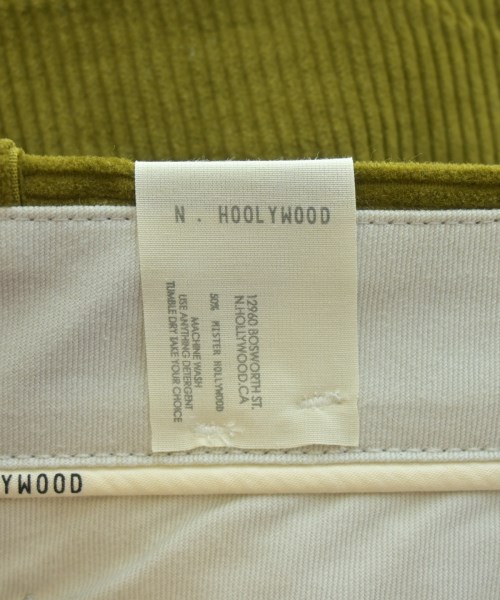 N. HOOLYWOOD
12960 BOSWORTH ST.
N.HOLLYWOOD.CA
50% MISTER HOLLYWOOD
MACHINE WASH
USE ANYTHING DETERGENT
TUMBLE DRY TAKE YOUR CHOICE
YWOOD